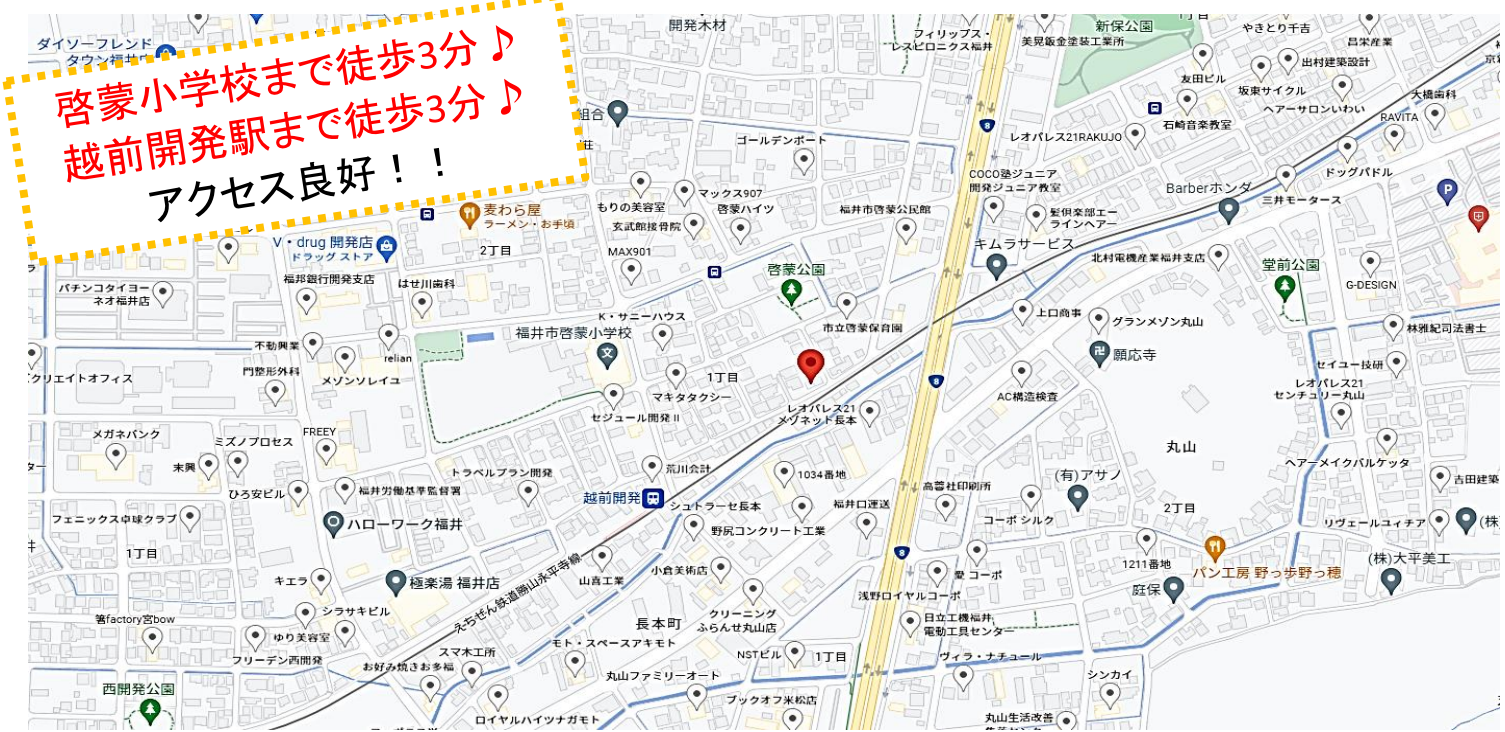 啓蒙小学校まで徒歩3分♪
越前開発駅まで徒歩3分♪
アクセス良好！！
ダイソーフレンド
タウン福井
開発木材
フィリップス・
レスピロニクス福井
美晃鈑金塗装工業所
新保公園
やきとり千吉
昌栄産業
友田ビル
出村建築設計
坂東サイクル
ヘアーサロンいわい
大橋歯科
RAVITA
石崎音楽教室
レオパレス21RAKUJO
ドッグパドル
組合
荘
ゴールデンポート
8
COCO塾ジュニア
開発ジュニア教室
Barberホンダ
三井モータース
P
もりの美容室
マックス907
啓蒙ハイツ
玄武館接骨院
福井市啓蒙公民館
髪倶楽部エー
ラインヘアー
キムラサービス
麦わら屋
ラーメン・お手頃
2丁目
V・drug 開発店
ドラッグ ストア
MAX901
啓蒙公園
北村電機産業福井支店
堂前公園
G-DESIGN
パチンコタイヨー
ネオ福井店
福邦銀行開発支店
はせ川歯科
K・サニーハウス
福井市啓蒙小学校
文
市立啓蒙保育園
上口商事
グランメゾン丸山
願応寺
林雅紀司法書士
不動興業
relian
門整形外科
メゾンソレイユ
クリエイトオフィス
1丁目
マキタタクシー
セジュール開発Ⅱ
レオパレス21
メゾネット長本
8
AC構造検査
セイユー技研
レオパレス21
センチュリー丸山
メガネバンク
ミズノプロセス
FREEY
末興
ひろ安ビル
丸山
ヘアーメイクバルケッタ
吉田建築
トラベルプラン開発
福井労働基準監督署
荒川会計
越前開発
シュトラーセ長本
1034番地
福井口運送
高蓉社印刷所
(有)アサノ
コーポ シルク
2丁目
リヴェールユィチア
(株)
フェニックス卓球クラブ
ハローワーク福井
野尻コンクリート工業
1丁目
8
1211番地
パン工房 野っ歩野っ穂
(株)大平美工
キエラ
極楽湯 福井店
えちぜん鉄道勝山永平寺線
山喜工業
小倉美術店
愛 コーポ
浅野ロイヤルコーポ
庭保
シラサキビル
箸factory宮bow
ゆり美容室
フリーデン西開発
長本町
クリーニング
ふらんせ丸山店
日立工機福井
電動工具センター
スマ木工所
モト・スペースアキモト
NSTビル
1丁目
ヴィラ・ナチュール
シンカイ
お好み焼きお多福
西開発公園
丸山ファミリーオート
ブックオフ米松店
ロイヤルハイツナガモト
丸山生活改善